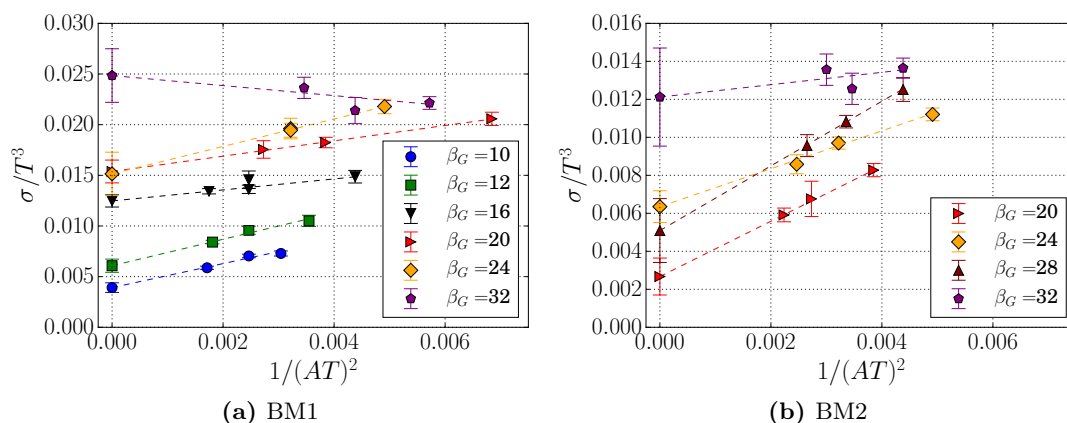 0.030
0.025
0.020
0.015
0.010
0.005
0.000
σ/T³
0.000 0.002 0.004 0.006
1/(AT)²
β_G =10
β_G =12
β_G =16
β_G =20
β_G =24
β_G =32
(a) BM1
0.016
0.014
0.012
0.010
0.008
0.006
0.004
0.002
0.000
σ/T³
0.000 0.002 0.004 0.006
1/(AT)²
β_G =20
β_G =24
β_G =28
β_G =32
(b) BM2